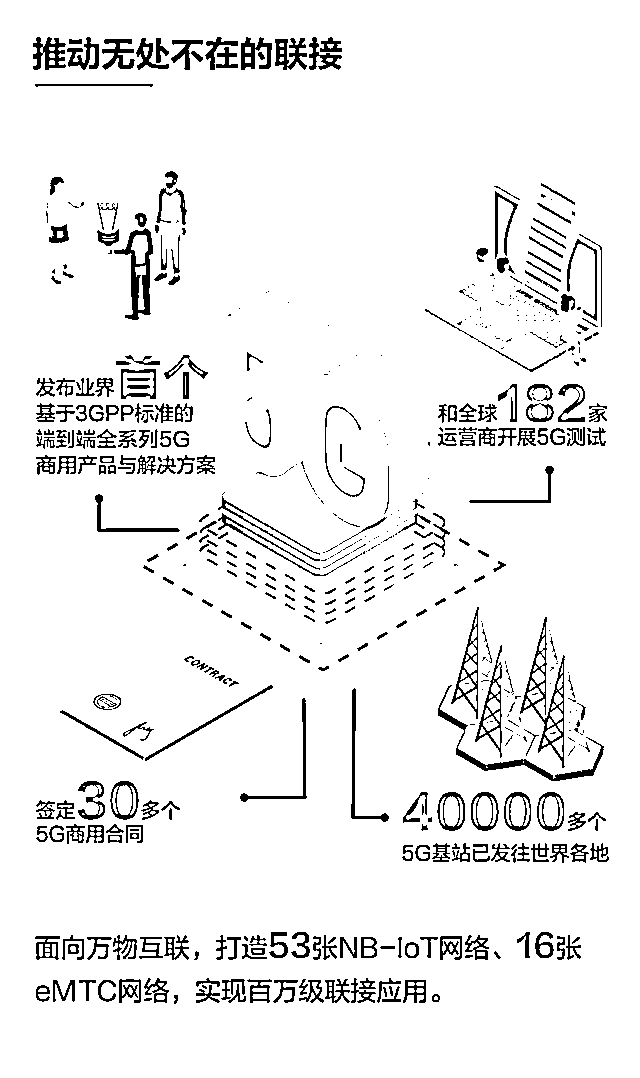 推动无处不在的联接
发布业界首个
基于3GPP标准的
端到端全系列5G
商用产品与解决方案
和全球182家
运营商开展5G测试
5G
CONTRACT
签定30多个
5G商用合同
40000多个
5G基站已发往世界各地
面向万物互联，打造53张NB-IoT网络、16张
eMTC网络，实现百万级联接应用。